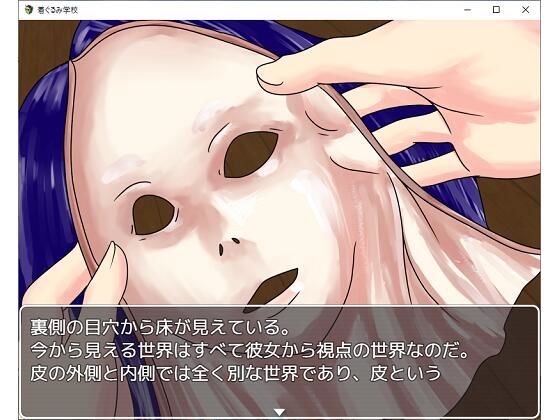 着ぐるみ学校
裏側の目穴から床が見えている。
今から見える世界はすべて彼女から視点の世界なのだ。
皮の外側と内側では全く別な世界であり、皮という